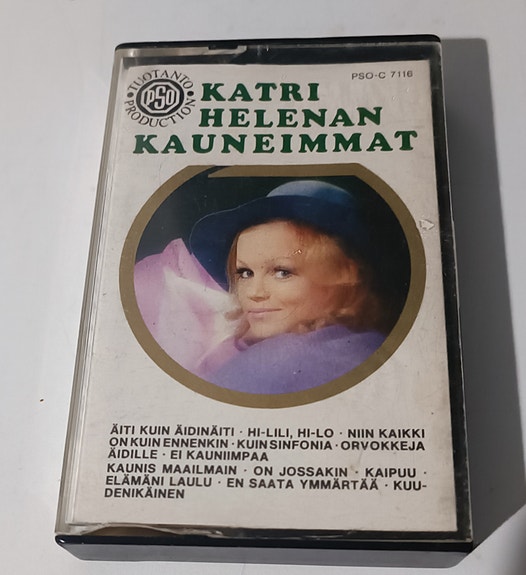 TUOTANTO
PSO
PRODUCTION
PSO-C 7116
KATRI
HELENAN
KAUNEIMMAT
ÄITI KUIN ÄIDINÄITI · HI-LILI, HI-LO · NIIN KAIKKI
ON KUIN ENNENKIN · KUIN SINFONIA · ORVOKKEJA
ÄIDILLE · EI KAUNIIMPAA
KAUNIS MAAILMAIN · ON JOSSAKIN · KAIPUU ·
ELÄMÄNI LAULU · EN SAATA YMMÄRTÄÄ · KUU-
DENIKÄINEN